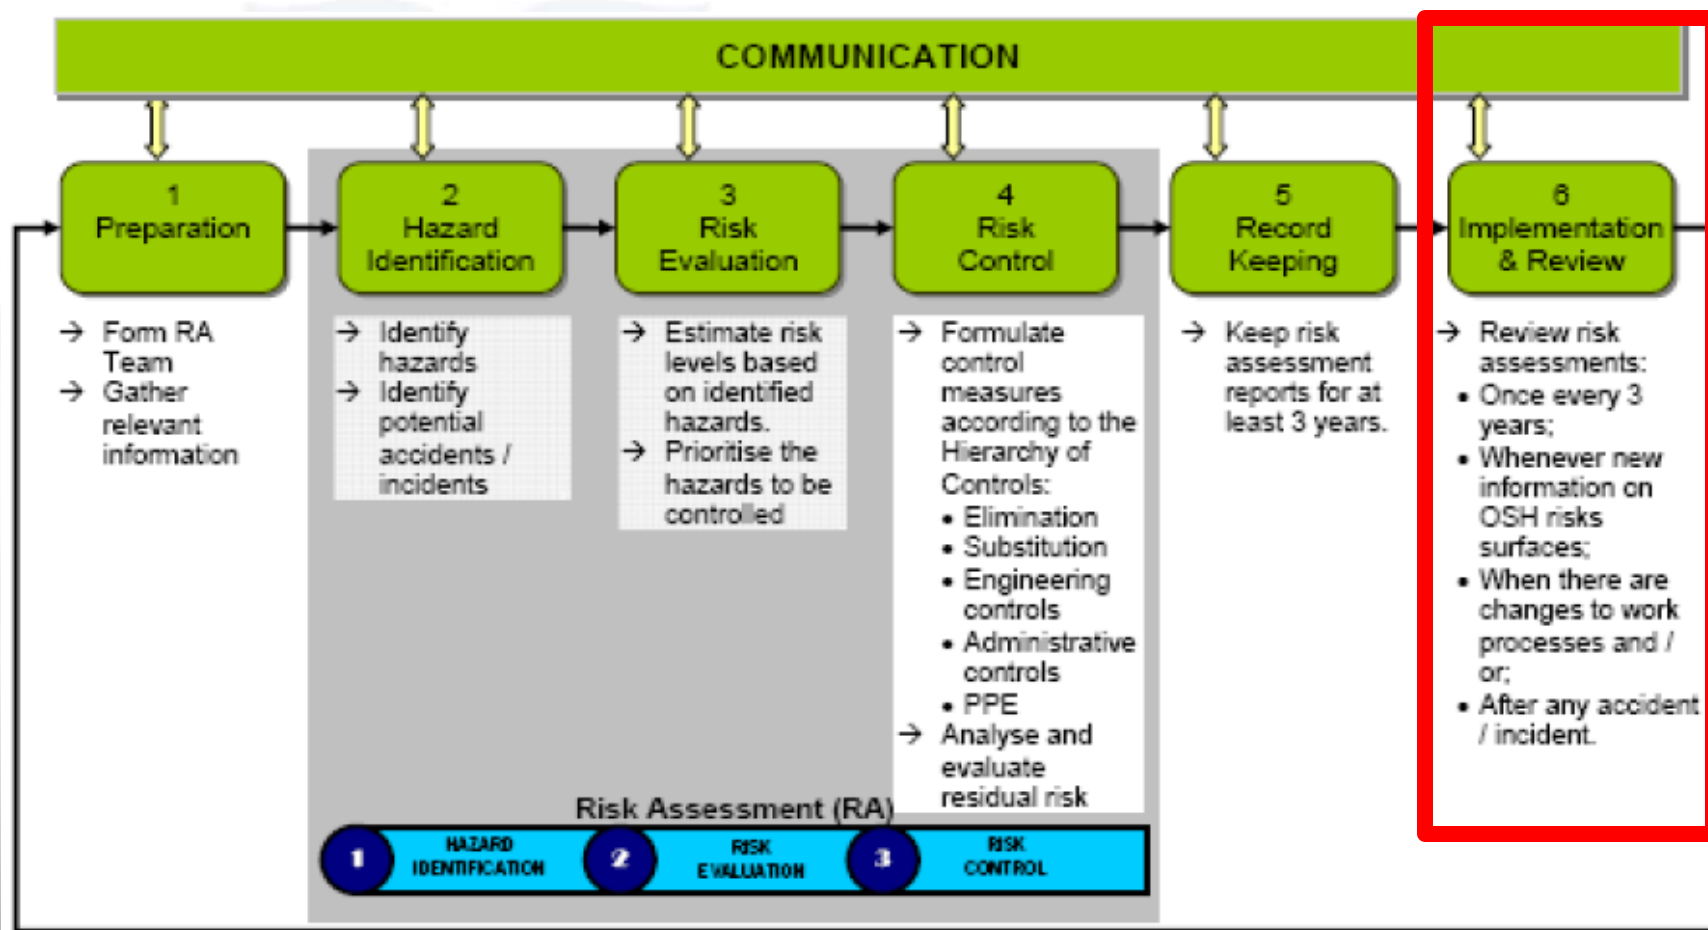 COMMUNICATION
1
Preparation
→ Form RA
Team
→ Gather
relevant
information
2
Hazard
Identification
→ Identify
hazards
→ Identify
potential
accidents /
incidents
3
Risk
Evaluation
→ Estimate risk
levels based
on identified
hazards.
→ Prioritise the
hazards to be
controlled
4
Risk
Control
→ Formulate
control
measures
according to the
Hierarchy of
Controls:
• Elimination
• Substitution
• Engineering
controls
• Administrative
controls
• PPE
→ Analyse and
evaluate
residual risk
5
Record
Keeping
→ Keep risk
assessment
reports for at
least 3 years.
6
Implementation
& Review
→ Review risk
assessments:
• Once every 3
years;
• Whenever new
information on
OSH risks
surfaces;
• When there are
changes to work
processes and /
or;
• After any accident
/ incident.
Risk Assessment (RA)
1
HAZARD
IDENTIFICATION
2
RISK
EVALUATION
3
RISK
CONTROL